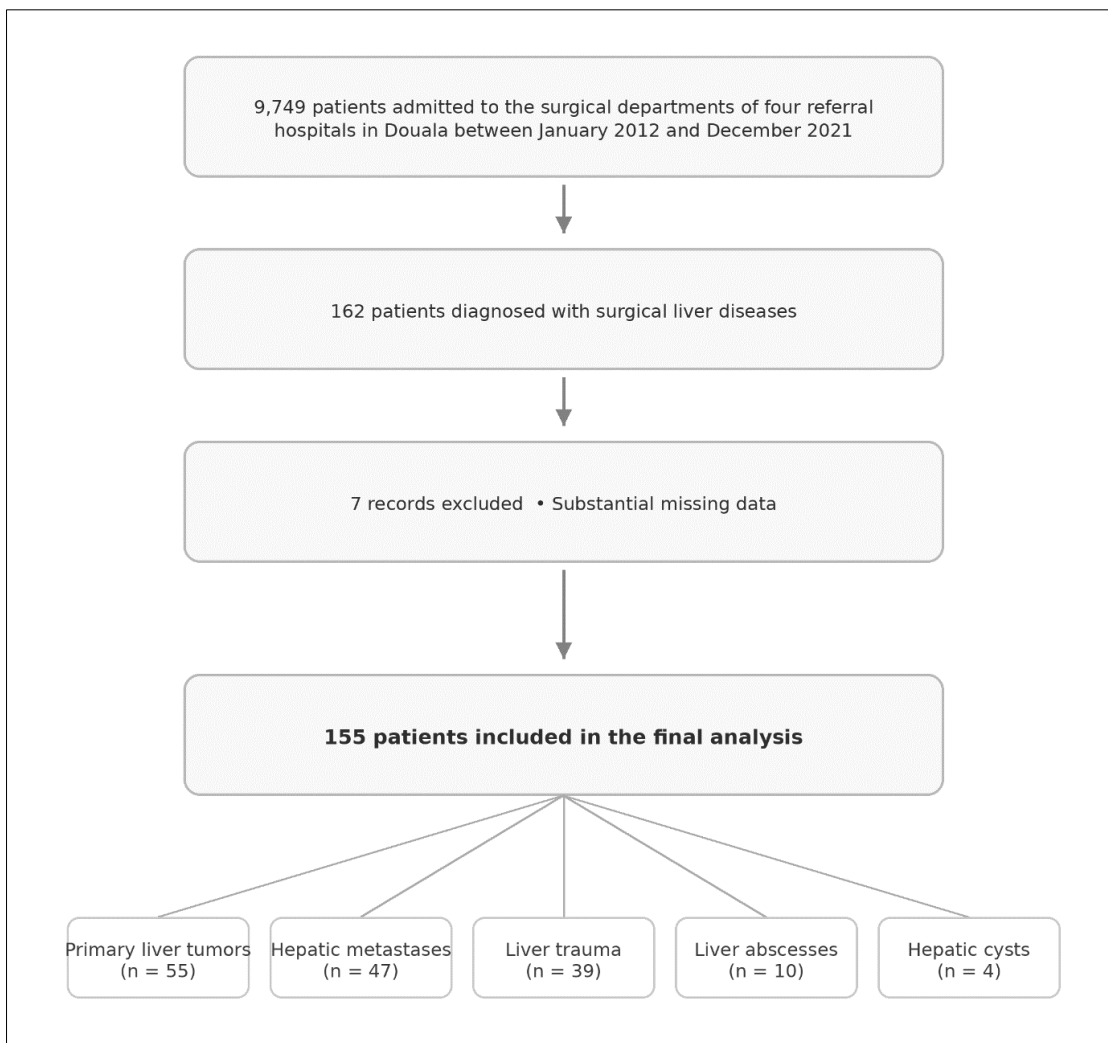 9,749 patients admitted to the surgical departments of four referral
hospitals in Douala between January 2012 and December 2021
162 patients diagnosed with surgical liver diseases
7 records excluded • Substantial missing data
155 patients included in the final analysis
Primary liver tumors
(n = 55)
Hepatic metastases
(n = 47)
Liver trauma
(n = 39)
Liver abscesses
(n = 10)
Hepatic cysts
(n = 4)